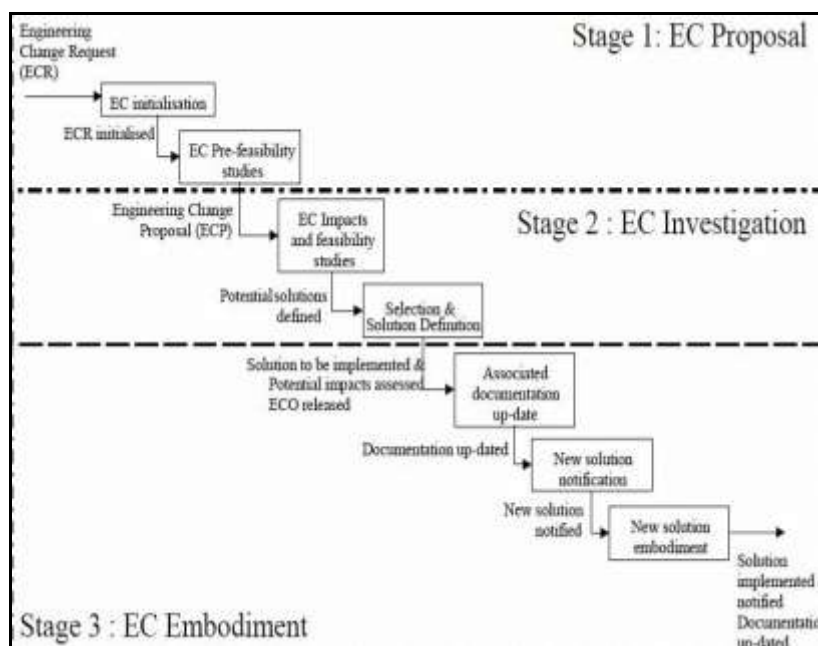 Engineering
Change Request
(ECR)
Stage 1: EC Proposal
EC initialisation
ECR initialised
EC Pre-feasibility
studies
Engineering Change
Proposal (ECP)
EC Impacts
and feasibility
studies
Stage 2 : EC Investigation
Potential solutions
defined
Selection &
Solution Definition
Solution to be implemented &
Potential impacts assessed
ECO released
Associated
documentation
up-date
Documentation up-dated
New solution
notification
New solution
notified
New solution
embodiment
Solution
implemented
notified
Documentation
up-dated
Stage 3 : EC Embodiment